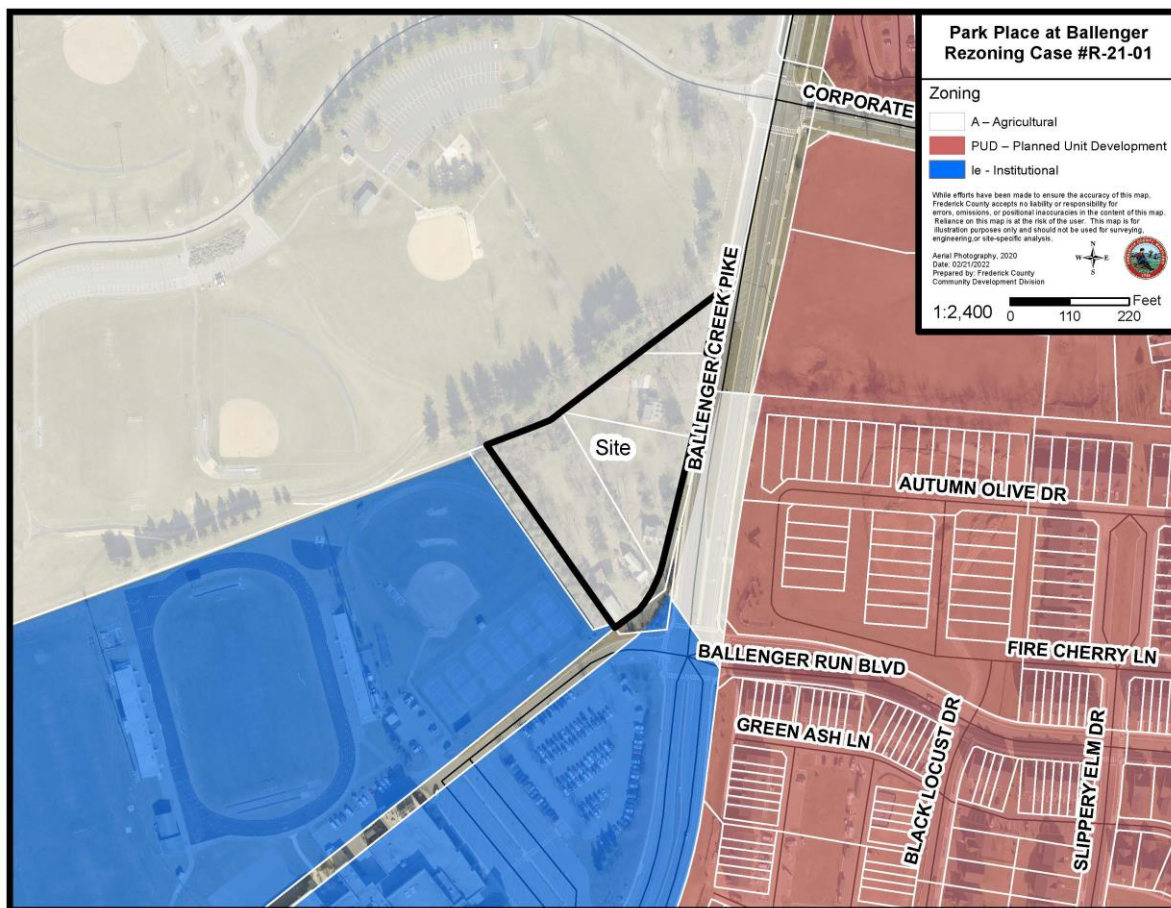 Park Place at Ballenger
Rezoning Case #R-21-01
Zoning
A – Agricultural
PUD – Planned Unit Development
Ie - Institutional
While efforts have been made to ensure the accuracy of this map,
Frederick County accepts no liability or responsibility for
errors, omissions, or positional inaccuracies in the content of this map.
Reliance on this map is at the risk of the user. This map is for
illustration purposes only and should not be used for surveying,
engineering,or site-specific analysis.
Aerial Photography, 2020
Date: 02/21/2022
Prepared by: Frederick County
Community Development Division
N
W E
S
1:2,400
Feet
0 110 220
CORPORATE
BALLENGER CREEK PIKE
Site
AUTUMN OLIVE DR
BALLENGER RUN BLVD
FIRE CHERRY LN
GREEN ASH LN
BLACK LOCUST DR
SLIPPERY ELM DR